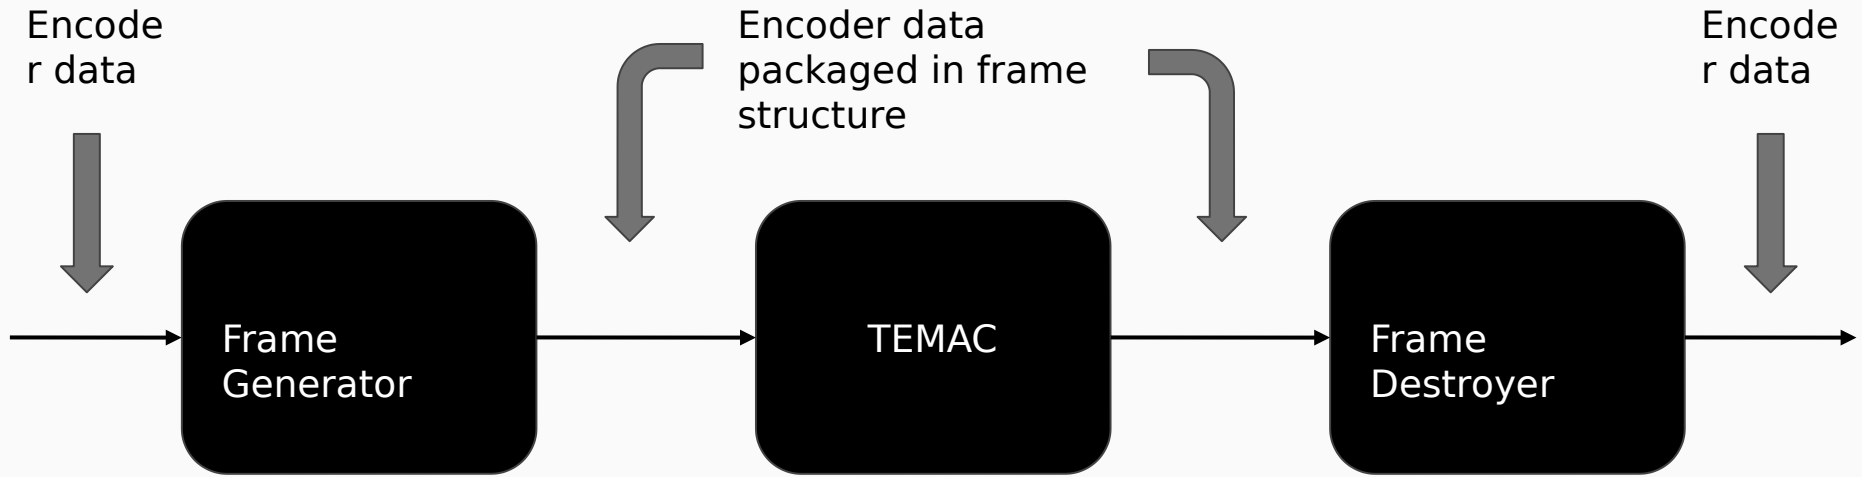 Encode
r data
Encoder data
packaged in frame
structure
Encode
r data
Frame
Generator
TEMAC
Frame
Destroyer